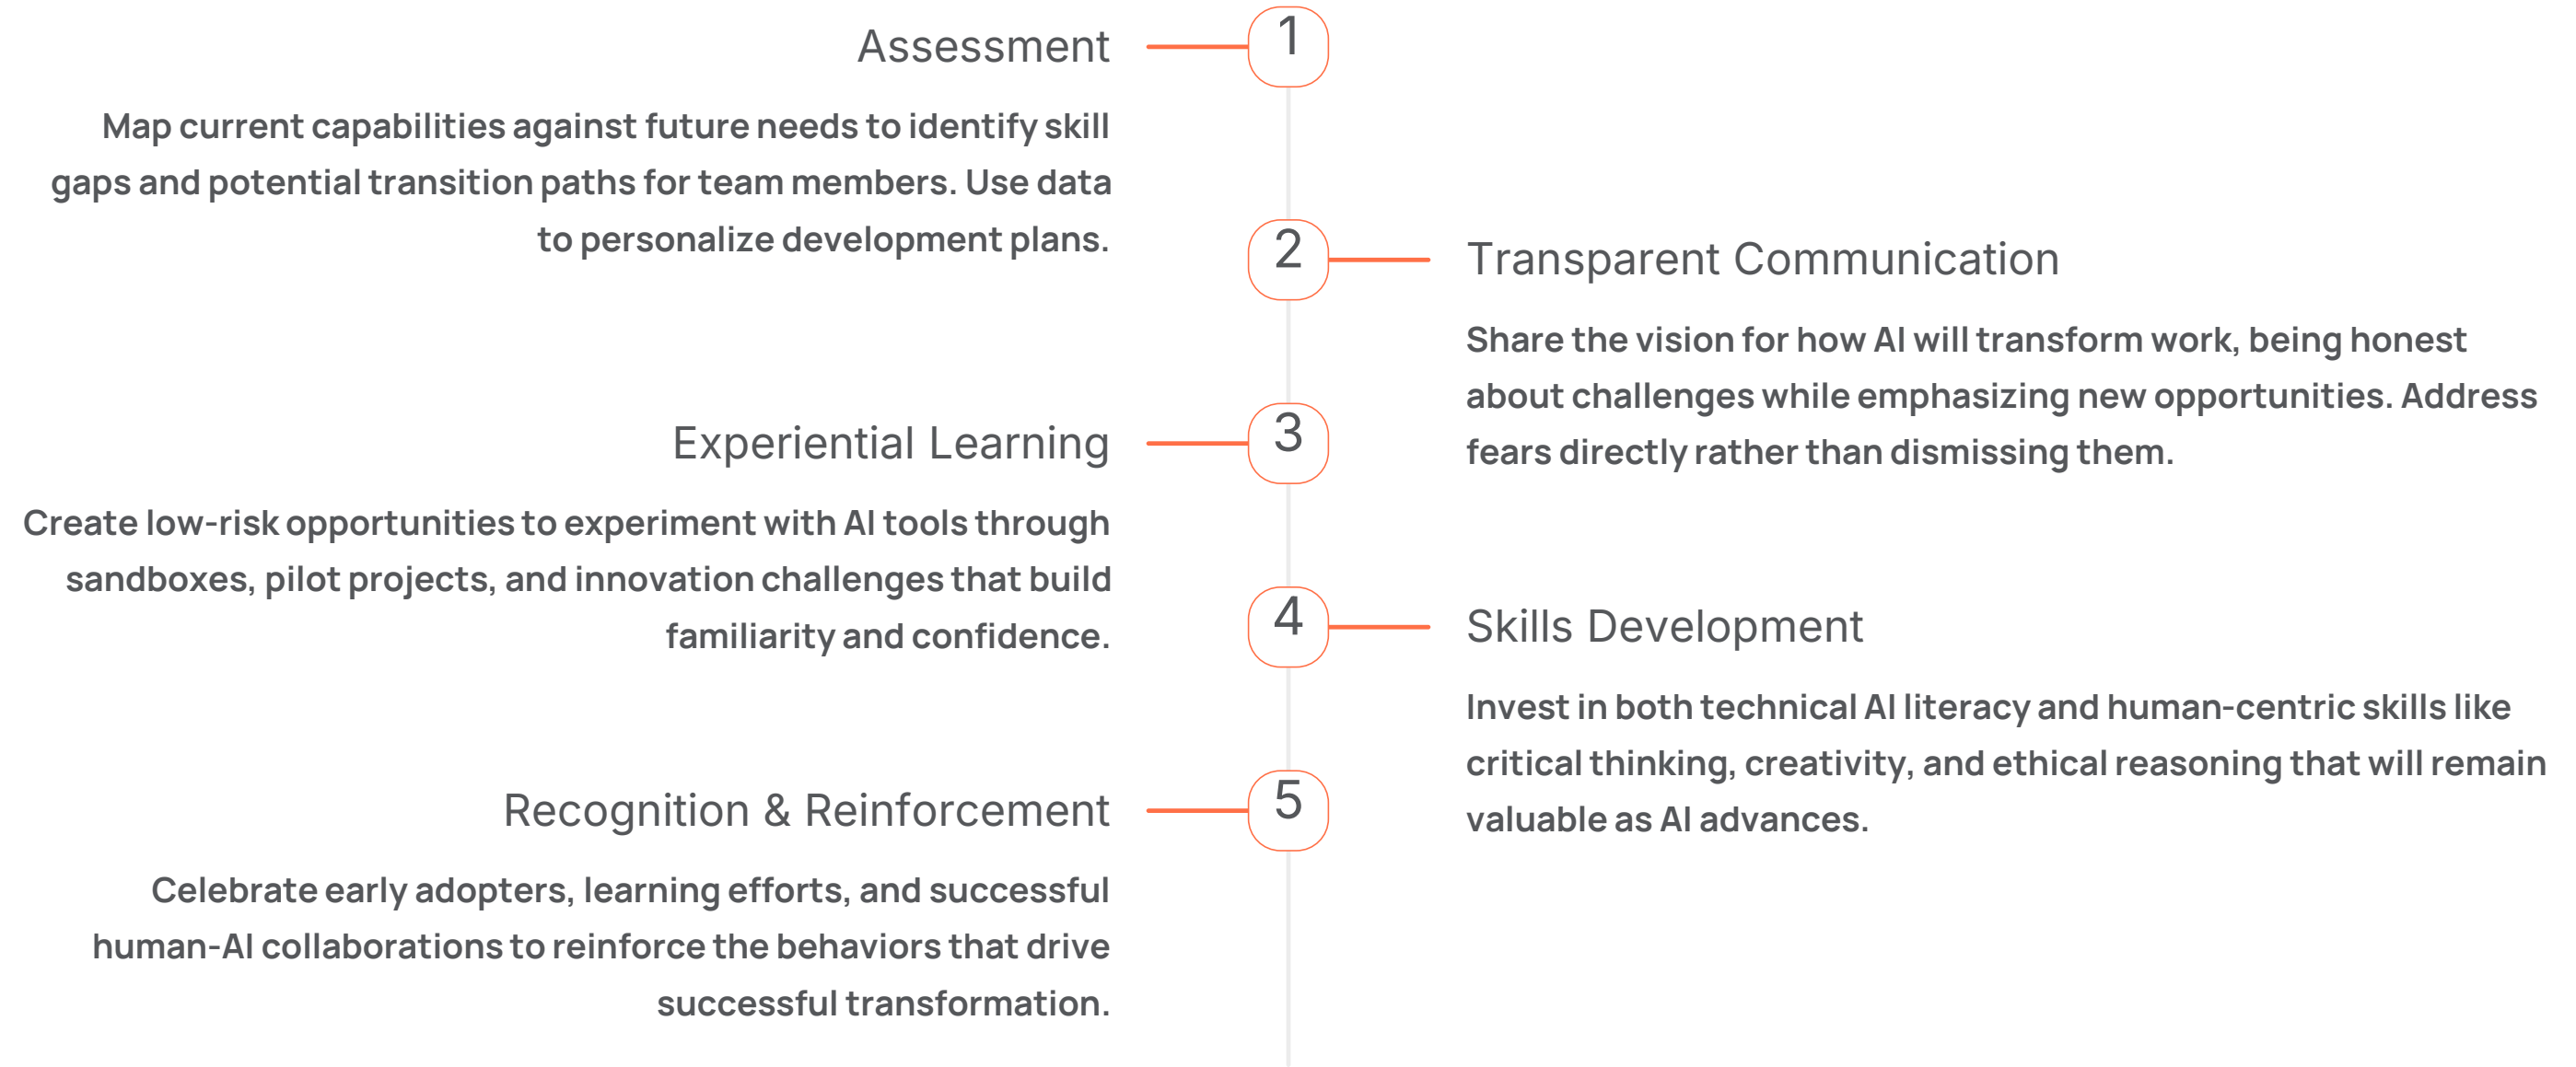 1
Assessment
Map current capabilities against future needs to identify skill
gaps and potential transition paths for team members. Use data
to personalize development plans.
2
Transparent Communication
Share the vision for how AI will transform work, being honest
about challenges while emphasizing new opportunities. Address
fears directly rather than dismissing them.
3
Experiential Learning
Create low-risk opportunities to experiment with AI tools through
sandboxes, pilot projects, and innovation challenges that build
familiarity and confidence.
4
Skills Development
Invest in both technical AI literacy and human-centric skills like
critical thinking, creativity, and ethical reasoning that will remain
valuable as AI advances.
5
Recognition & Reinforcement
Celebrate early adopters, learning efforts, and successful
human-AI collaborations to reinforce the behaviors that drive
successful transformation.